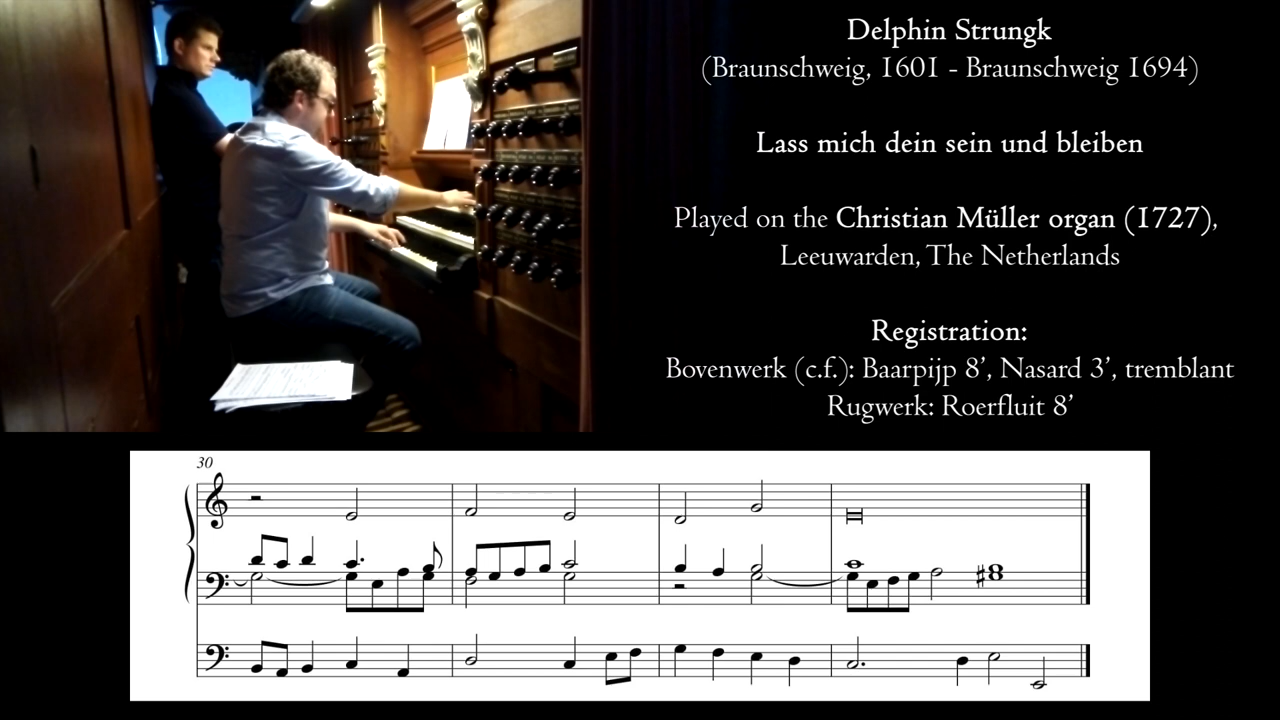 Delphin Strungk
(Braunschweig, 1601 - Braunschweig 1694)
Lass mich dein sein und bleiben
Played on the Christian Müller organ (1727),
Leeuwarden, The Netherlands
Registration:
Bovenwerk (c.f.): Baarpijp 8’, Nasard 3’, tremblant
Rugwerk: Roerfluit 8’
30